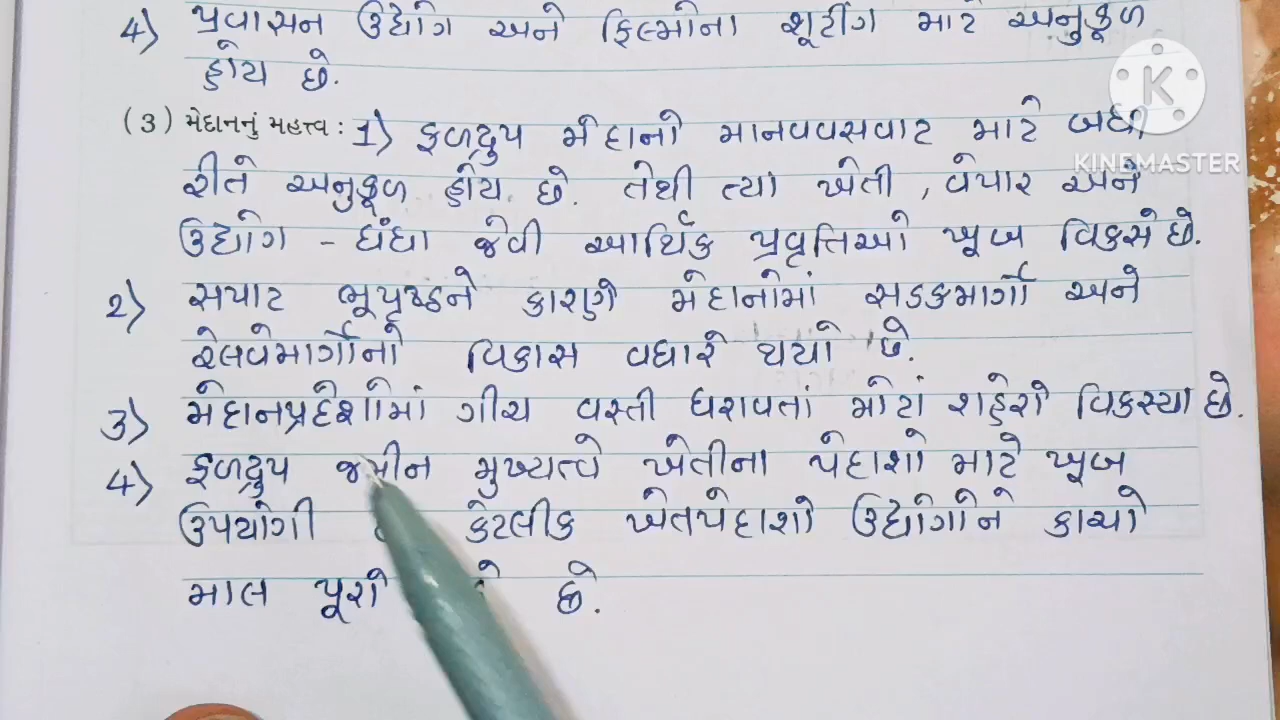 4) પ્રવાસન ઉદ્યોગ અને ફિલ્મોના શૂટીંગ માટે અનુકૂળ
હોય છે.
(3) મેદાનનું મહત્ત્વ : 1) ફળદ્રુપ મેદાનો માનવવસવાટ માટે બધી
રીતે અનુકૂળ હોય છે. તેથી ત્યાં ખેતી, વેપાર અને
ઉદ્યોગ - ધંધા જેવી આર્થિક પ્રવૃત્તિઓ ખૂબ વિકસે છે.
2) સપાટ ભૂપૃષ્ઠને કારણે મેદાનોમાં સડકમાર્ગો અને
રેલવેમાર્ગોનો વિકાસ વધારે થયો છે.
3) મેદાનપ્રદેશોમાં ગીચ વસ્તી ધરાવતાં મોટાં શહેરો વિકસ્યા છે.
4) ફળદ્રુપ જમીન મુખ્યત્વે ખેતીના પેદાશો માટે ખૂબ
ઉપયોગી કેટલીક ખેતપેદાશો ઉદ્યોગોને કાચો
માલ પૂરો છે.
K
KINEMASTER